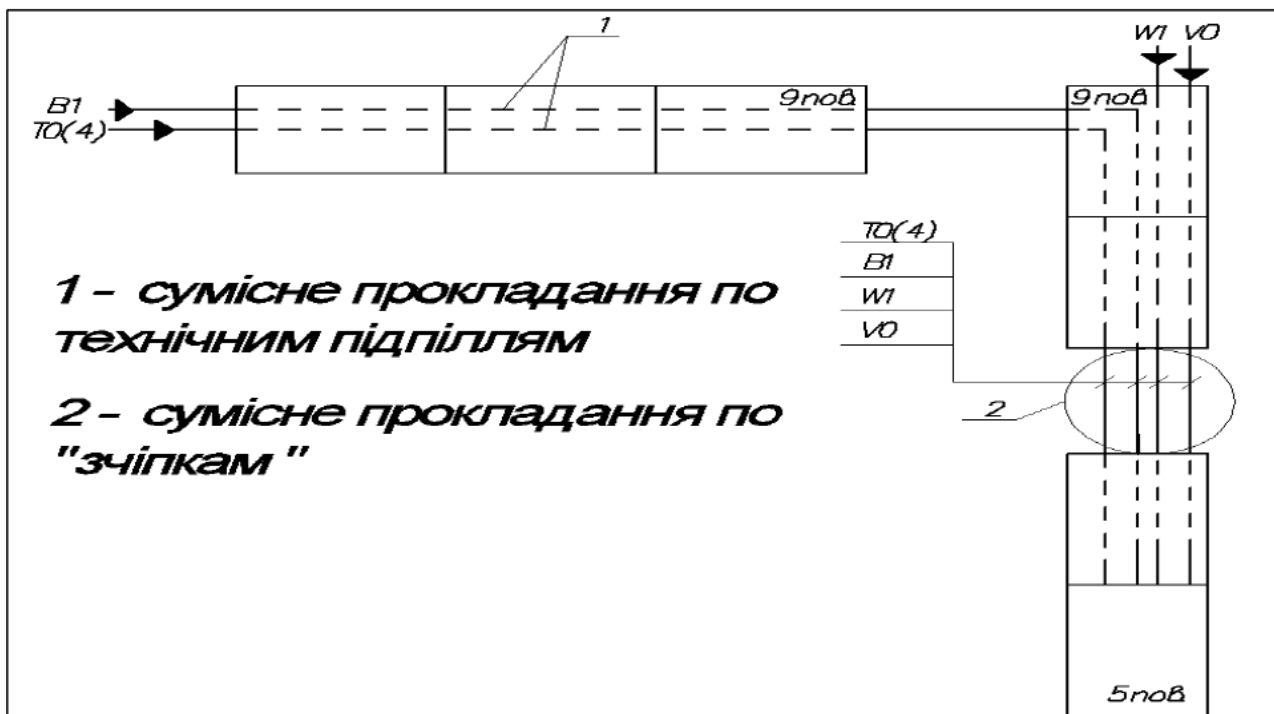 1
W1 V0
B1
T0(4)
9пов
9пов
T0(4)
B1
W1
V0
1 - сумісне прокладання по
технічним підпіллям
2 - сумісне прокладання по
"зчіпкам "
2
5пов